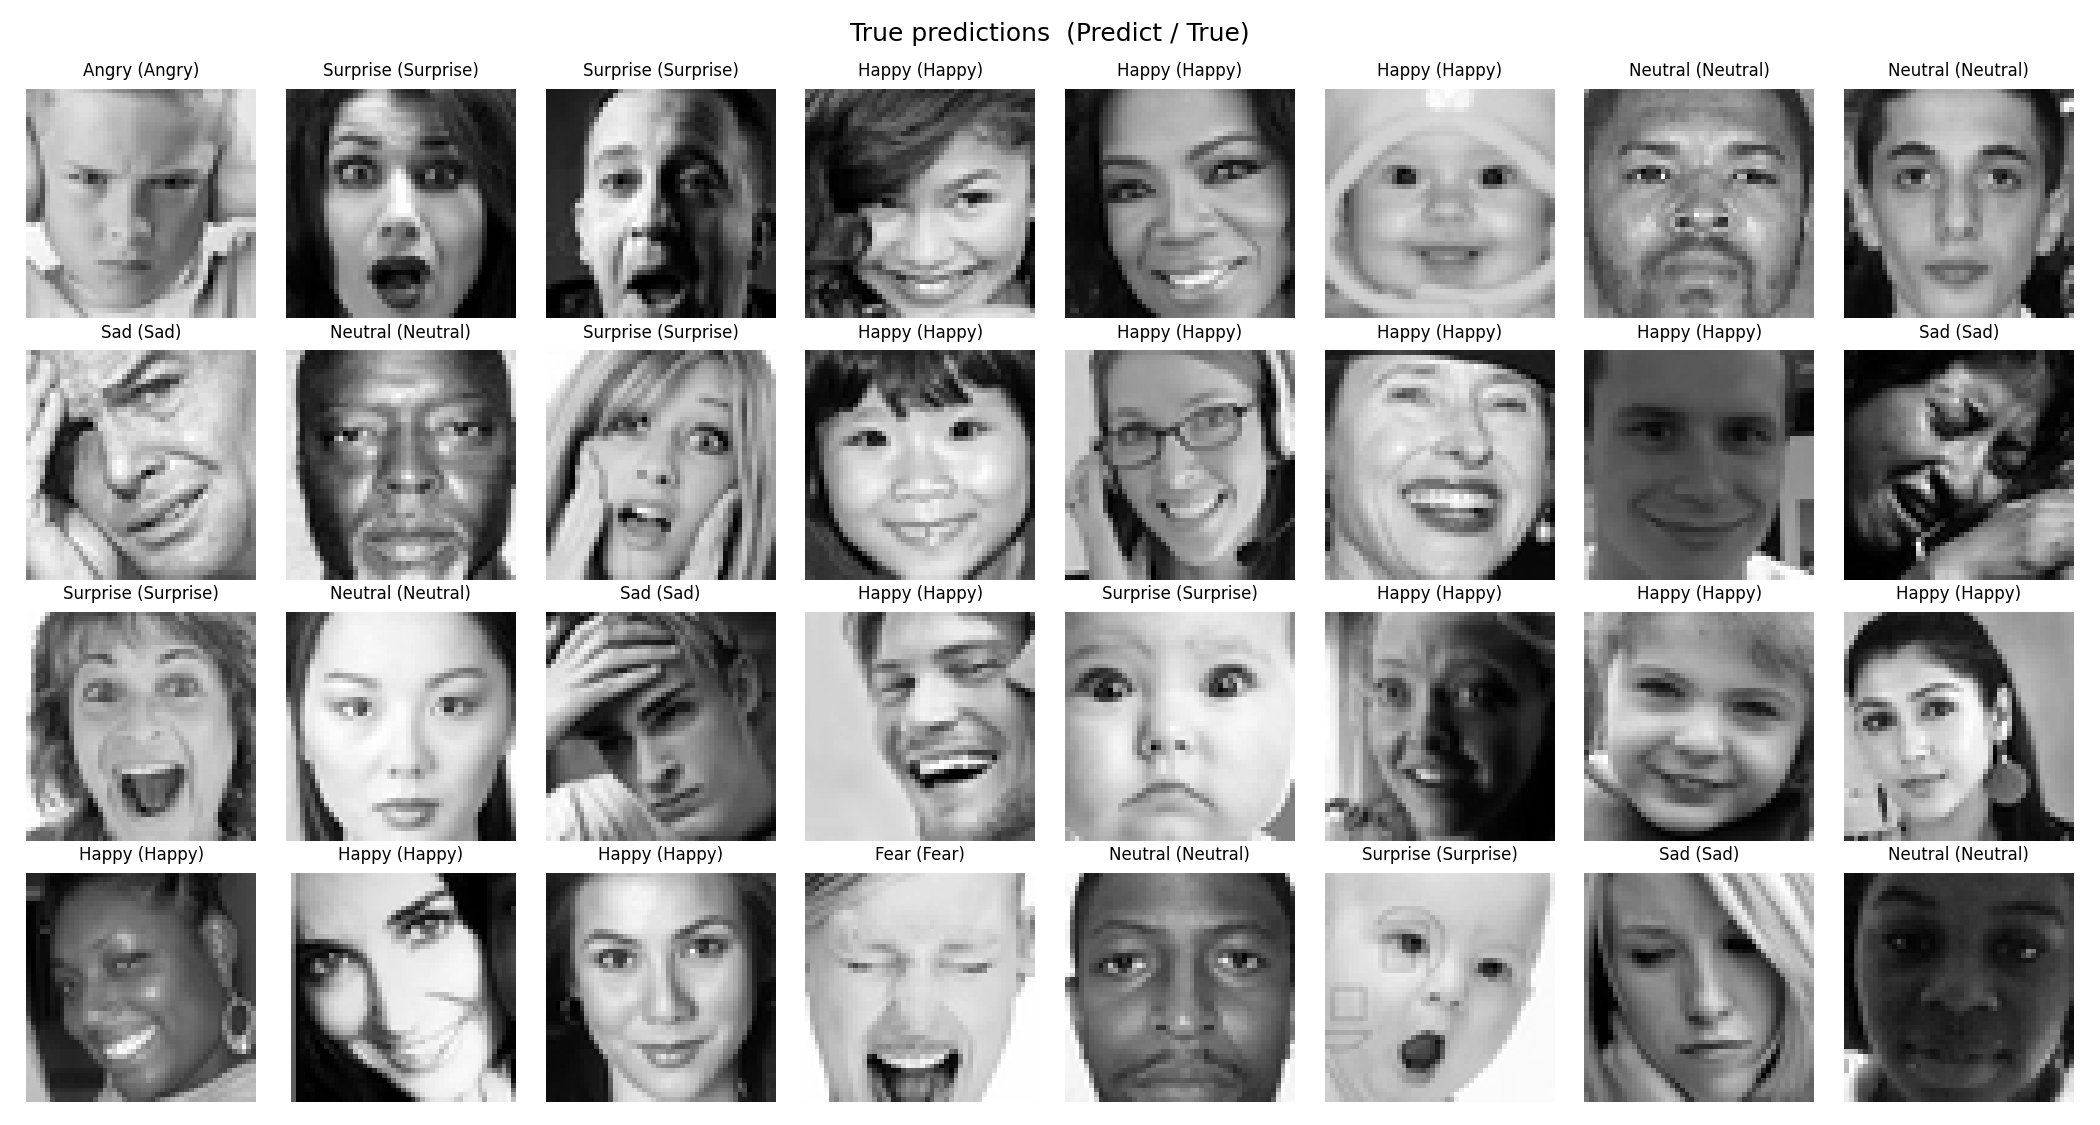 True predictions  (Predict / True)
Angry (Angry) Surprise (Surprise) Surprise (Surprise) Happy (Happy) Happy (Happy) Happy (Happy) Neutral (Neutral) Neutral (Neutral)
Sad (Sad) Neutral (Neutral) Surprise (Surprise) Happy (Happy) Happy (Happy) Happy (Happy) Happy (Happy) Sad (Sad)
Surprise (Surprise) Neutral (Neutral) Sad (Sad) Happy (Happy) Surprise (Surprise) Happy (Happy) Happy (Happy) Happy (Happy)
Happy (Happy) Happy (Happy) Happy (Happy) Fear (Fear) Neutral (Neutral) Surprise (Surprise) Sad (Sad) Neutral (Neutral)